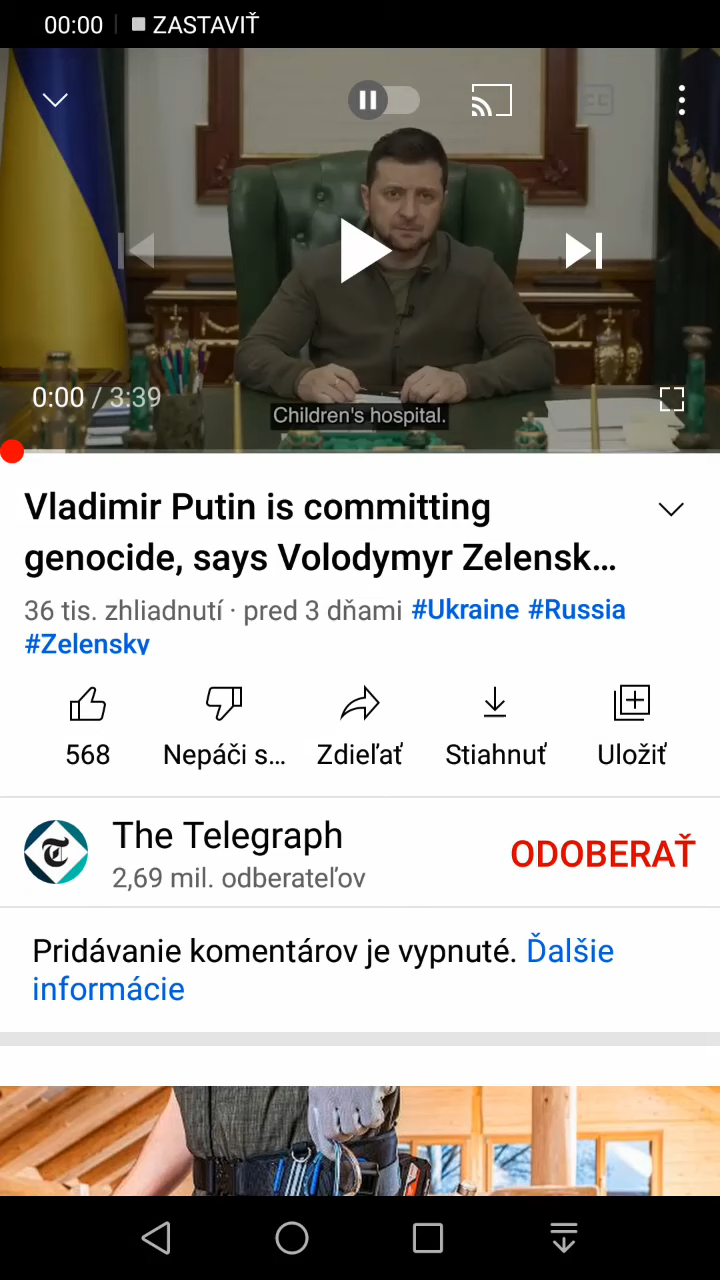 00:00
ZASTAVIŤ
0:00 / 3:39
Children's hospital.
Vladimir Putin is committing
genocide, says Volodymyr Zelensk...
36 tis. zhliadnutí · pred 3 dňami #Ukraine #Russia
#Zelensky
568
Nepáči s...
Zdieľať
Stiahnuť
Uložiť
The Telegraph
ODOBERAŤ
2,69 mil. odberateľov
Pridávanie komentárov je vypnuté. Ďalšie
informácie